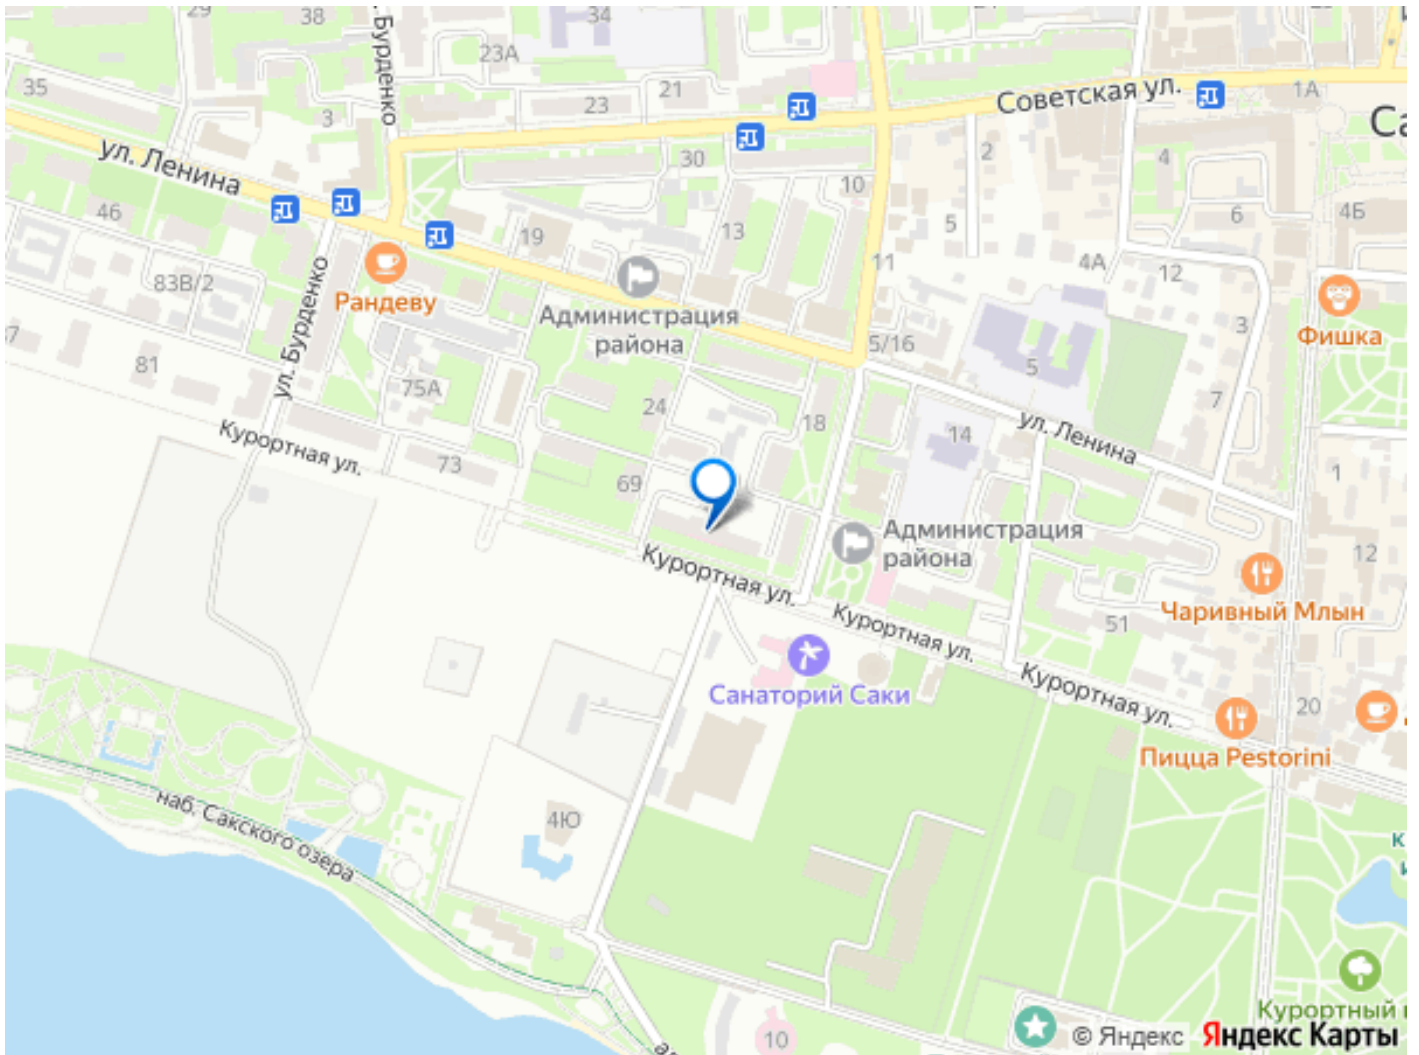 29
38
34
Бурденко
23А
35
3
23
21
Советская ул.
1А
Са
ул. Ленина
30
2
4
10
46
13
5
6
4Б
19
11
4А
12
83В/2
ул. Бурденко
Рандеву
Администрация
района
5/16
3
Фишка
81
75А
24
18
5
7
14
ул. Ленина
Курортная ул.
73
69
1
Администрация
района
12
Курортная ул.
Курортная ул.
Чаривный Млын
51
Санаторий Саки
Курортная ул.
20
Пицца Pestorini
наб. Сакского озера
4Ю
Курортный
10
© Яндекс Яндекс Карты